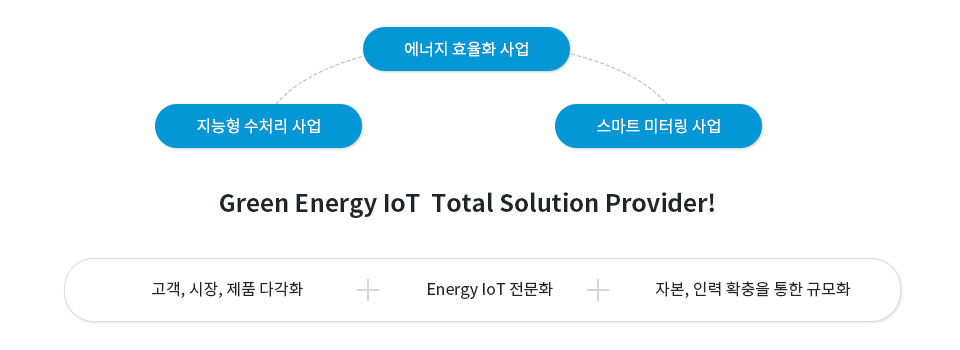 에너지 효율화 사업
지능형 수처리 사업
스마트 미터링 사업
Green Energy IoT Total Solution Provider!
고객, 시장, 제품 다각화
Energy IoT 전문화
자본, 인력 확충을 통한 규모화